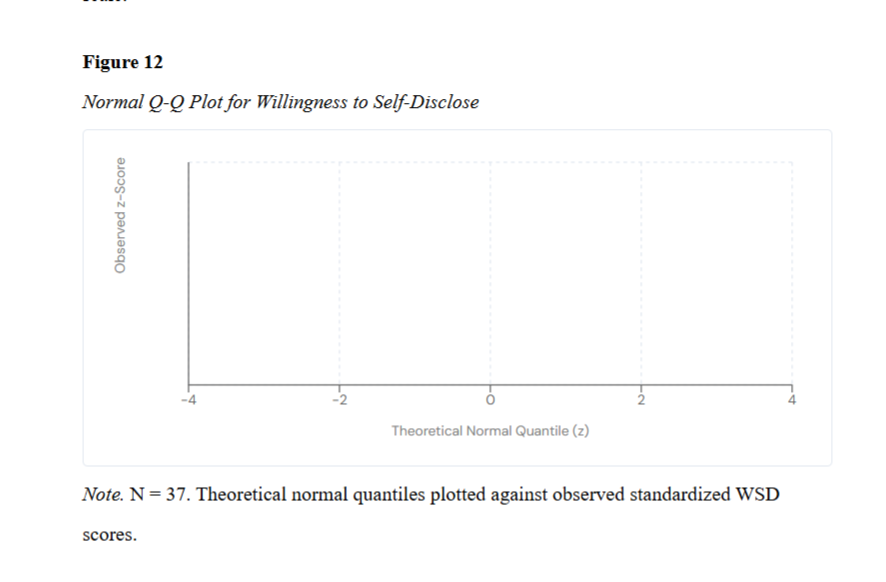 Figure 12
Normal Q-Q Plot for Willingness to Self-Disclose
Observed z-Score
-4
-2
0
2
4
Theoretical Normal Quantile (z)
Note. N = 37. Theoretical normal quantiles plotted against observed standardized WSD
scores.